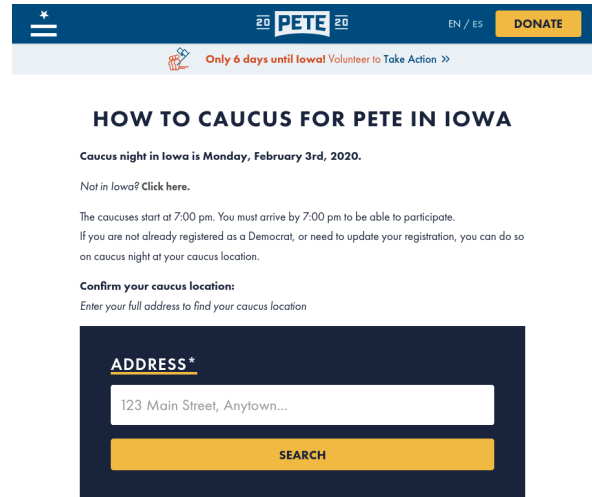 20 PETE 20
EN / ES
DONATE
Only 6 days until Iowa! Volunteer to Take Action »
HOW TO CAUCUS FOR PETE IN IOWA
Caucus night in Iowa is Monday, February 3rd, 2020.
Not in Iowa? Click here.
The caucuses start at 7:00 pm. You must arrive by 7:00 pm to be able to participate.
If you are not already registered as a Democrat, or need to update your registration, you can do so
on caucus night at your caucus location.
Confirm your caucus location:
Enter your full address to find your caucus location
ADDRESS*
123 Main Street, Anytown...
SEARCH